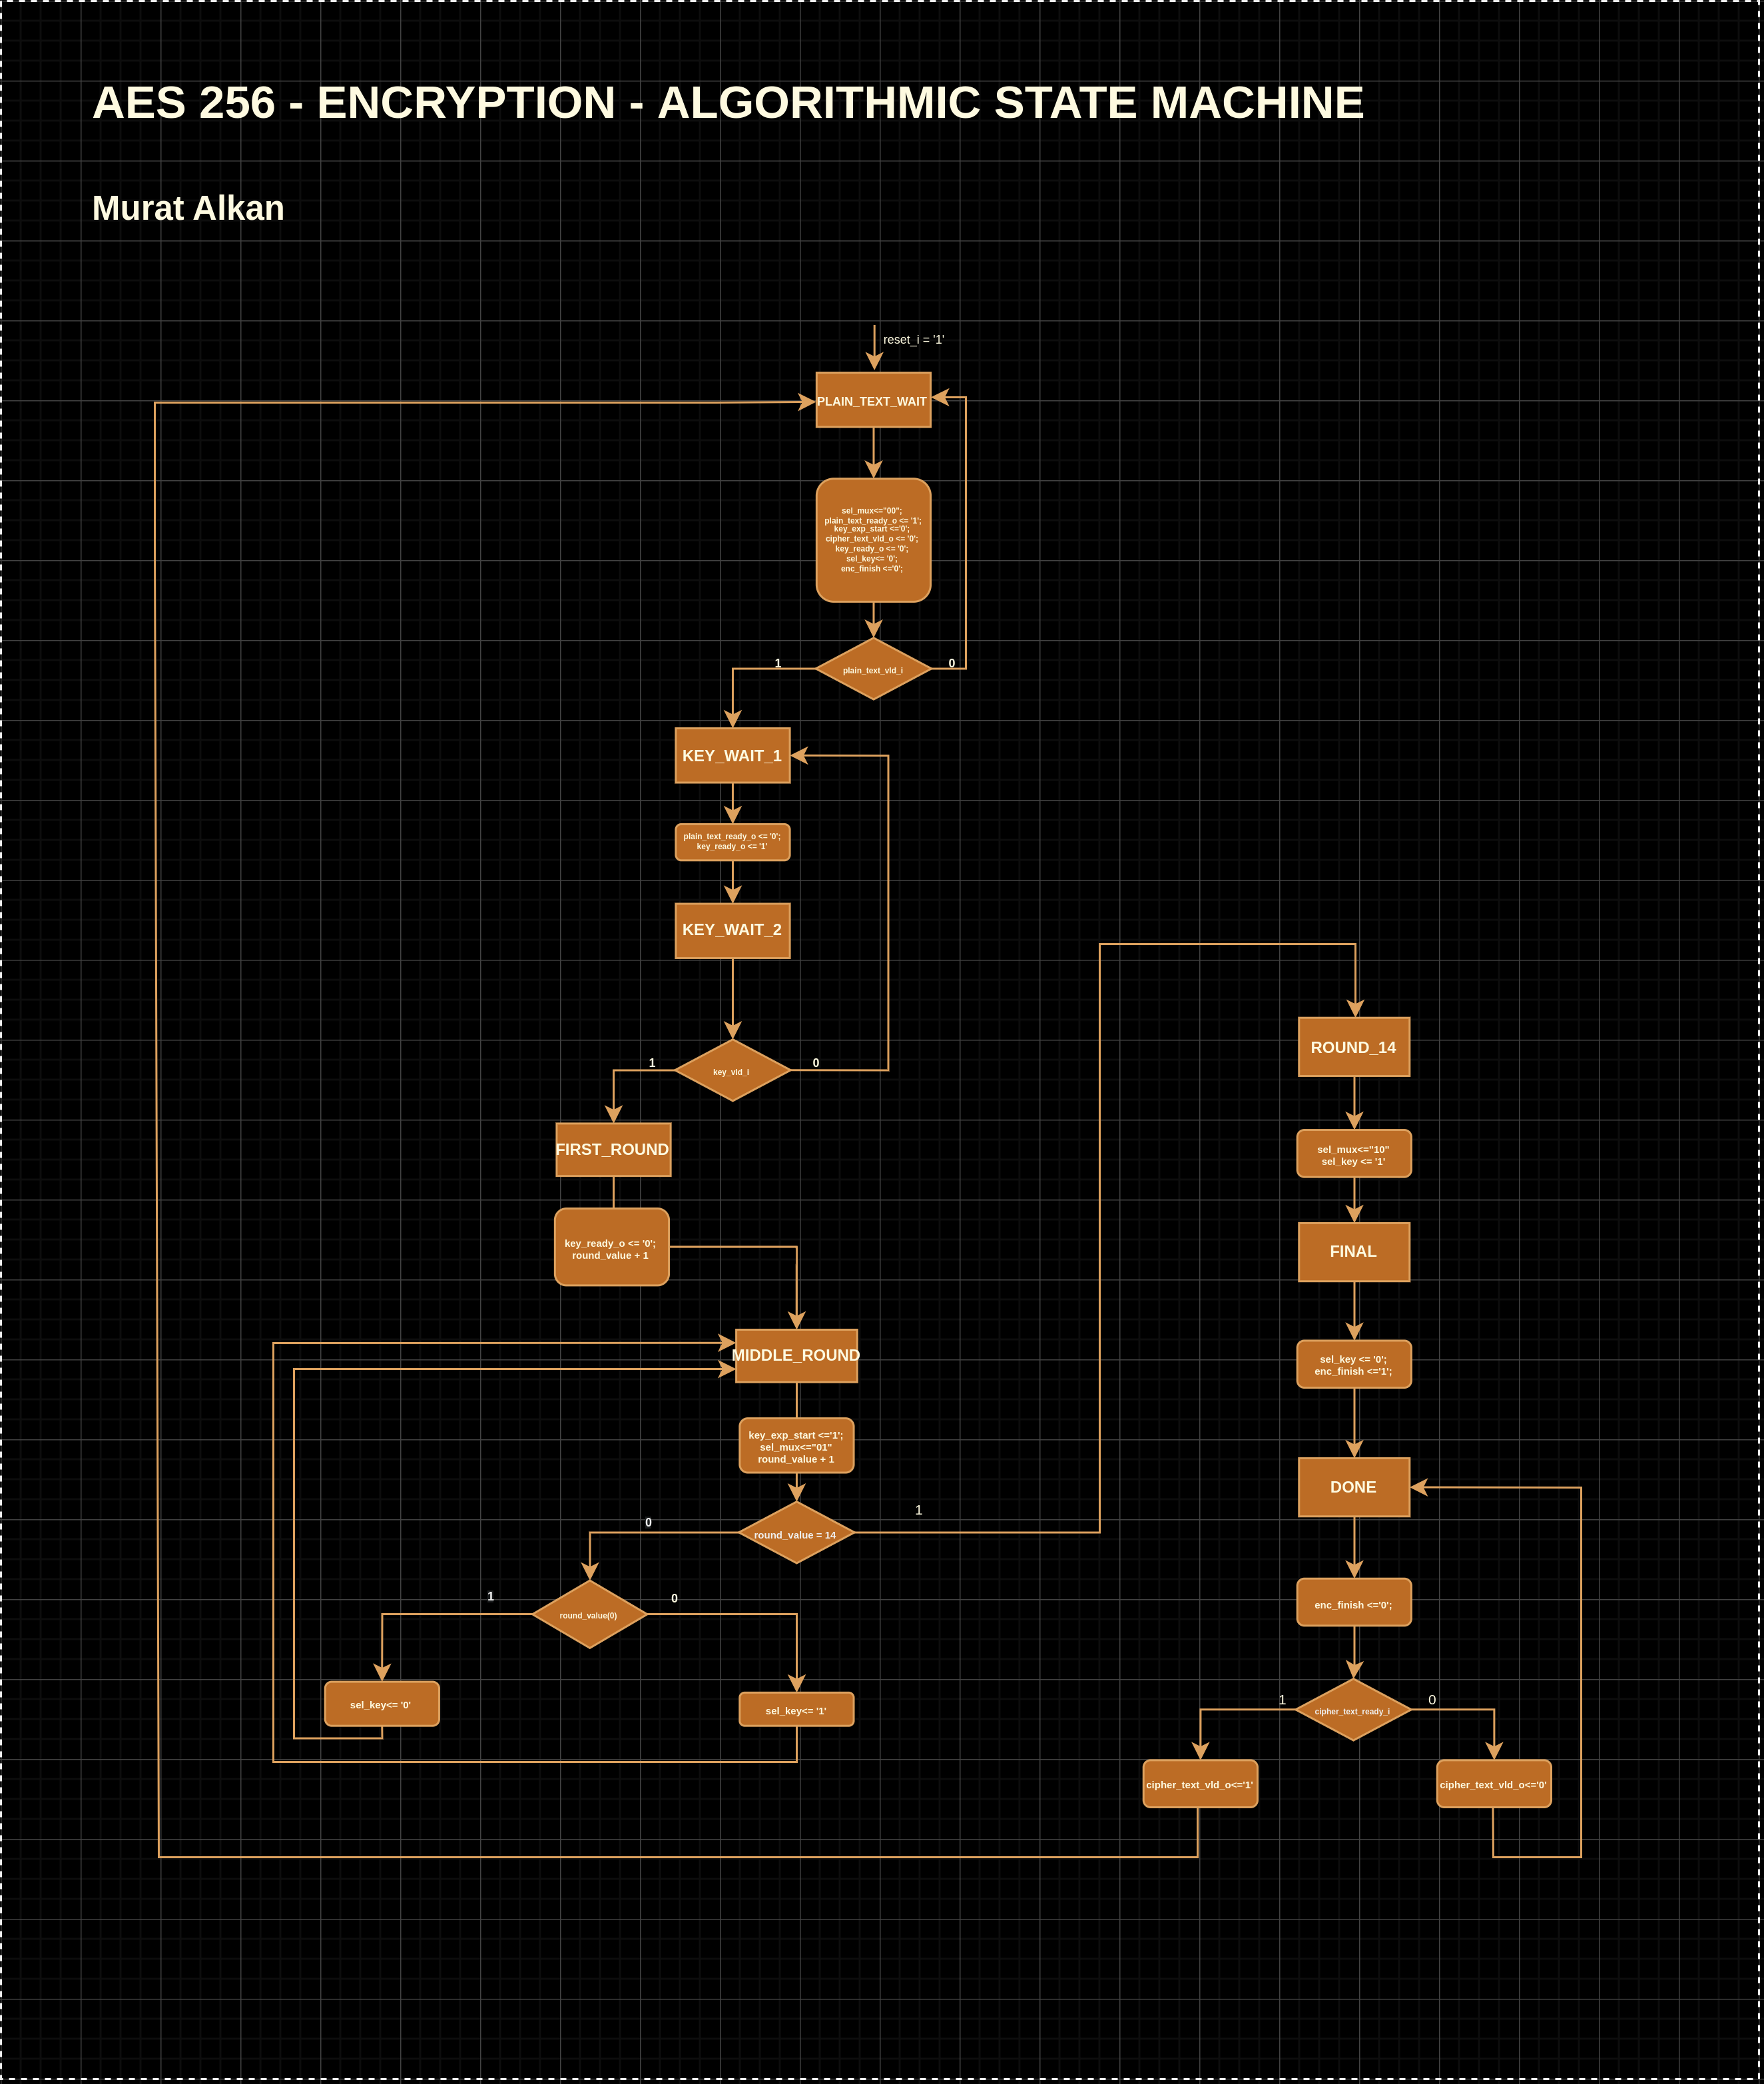 AES 256 - ENCRYPTION - ALGORITHMIC STATE MACHINE
Murat Alkan
reset_i = '1'
PLAIN_TEXT_WAIT
sel_mux<="00";
plain_text_ready_o <= '1';
key_exp_start <='0';
cipher_text_vld_o <= '0';
key_ready_o <= '0';
sel_key<= '0';
enc_finish <='0';
1
0
plain_text_vld_i
KEY_WAIT_1
plain_text_ready_o <= '0';
key_ready_o <= '1'
KEY_WAIT_2
1
0
key_vld_i
FIRST_ROUND
key_ready_o <= '0';
round_value + 1
MIDDLE_ROUND
key_exp_start <='1';
sel_mux<="01"
round_value + 1
0
1
round_value = 14
1
0
round_value(0)
sel_key<= '0'
sel_key<= '1'
ROUND_14
sel_mux<="10"
sel_key <= '1'
FINAL
sel_key <= '0';
enc_finish <='1';
DONE
enc_finish <='0';
1
0
cipher_text_ready_i
cipher_text_vld_o<='1'
cipher_text_vld_o<='0'